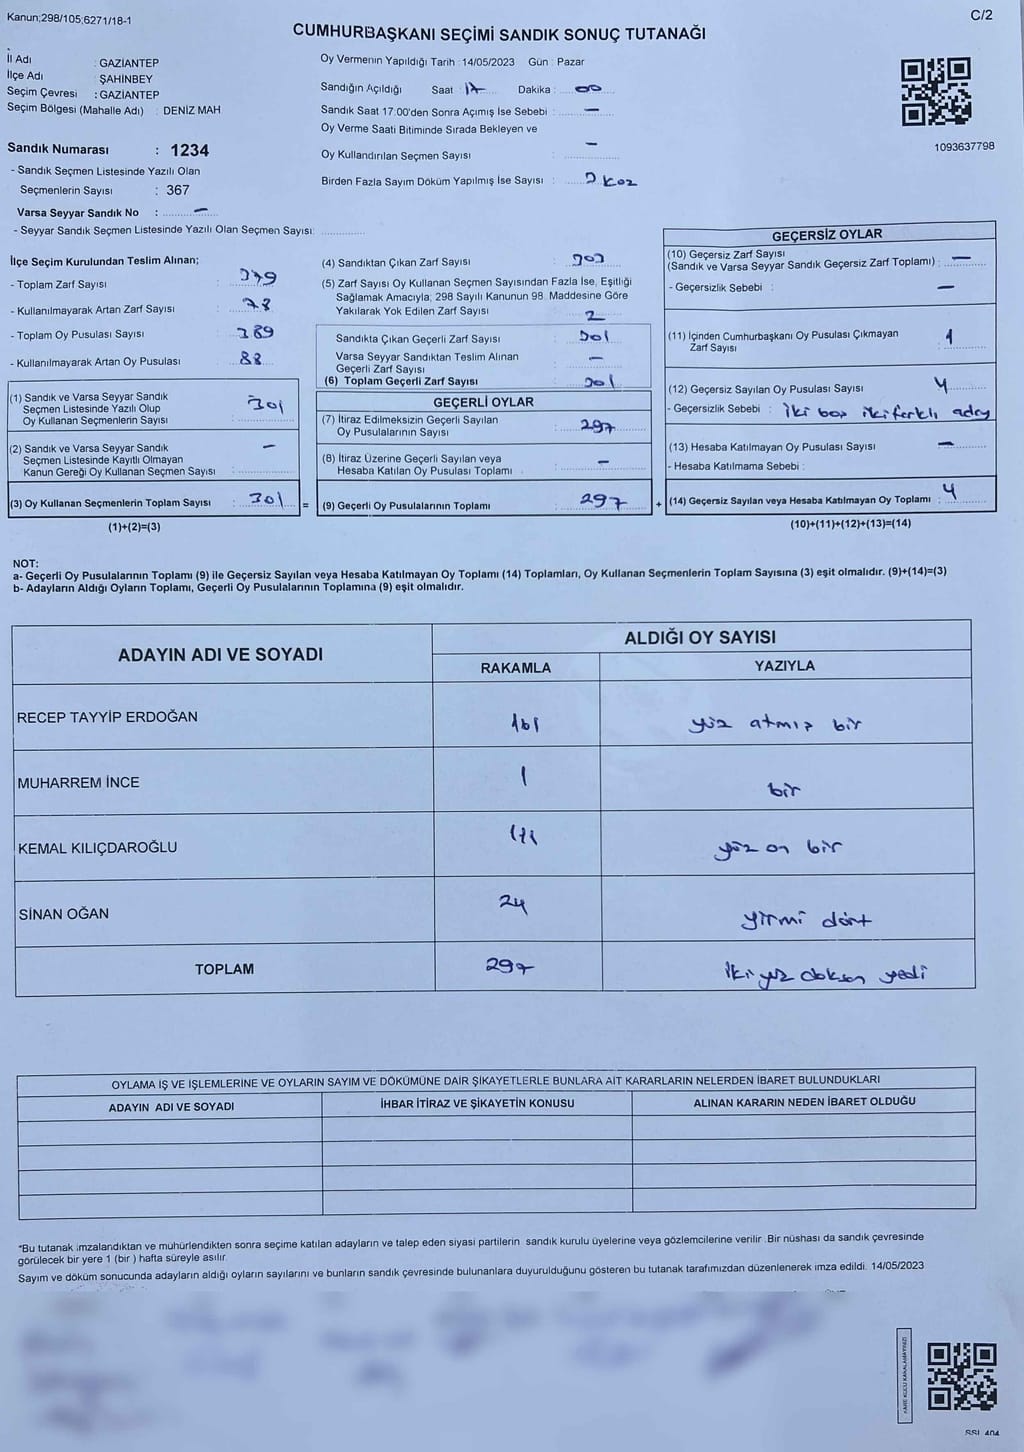 Kanun;298/105;6271/18-1
C/2
CUMHURBAŞKANI SEÇİMİ SANDIK SONUÇ TUTANAĞI
İl Adı : GAZİANTEP
İlçe Adı : ŞAHİNBEY
Seçim Çevresi : GAZİANTEP
Seçim Bölgesi (Mahalle Adı) : DENİZ MAH
Sandık Numarası : 1234
- Sandık Seçmen Listesinde Yazılı Olan
Seçmenlerin Sayısı : 367
Varsa Seyyar Sandık No : –
- Seyyar Sandık Seçmen Listesinde Yazılı Olan Seçmen Sayısı:
Oy Vermenin Yapıldığı Tarih : 14/05/2023 Gün : Pazar
Sandığın Açıldığı Saat : 17 Dakika : 00
Sandık Saat 17:00'den Sonra Açımış İse Sebebi : –
Oy Verme Saati Bitiminde Sırada Bekleyen ve
Oy Kullandırılan Seçmen Sayısı : –
Birden Fazla Sayım Döküm Yapılmış İse Sayısı :
1093637798
İlçe Seçim Kurulundan Teslim Alınan;
- Toplam Zarf Sayısı : 379
- Kullanılmayarak Artan Zarf Sayısı : 78
- Toplam Oy Pusulası Sayısı : 389
- Kullanılmayarak Artan Oy Pusulası : 88
(1) Sandık ve Varsa Seyyar Sandık
Seçmen Listesinde Yazılı Olup
Oy Kullanan Seçmenlerin Sayısı : 301
(2) Sandık ve Varsa Seyyar Sandık
Seçmen Listesinde Kayıtlı Olmayan
Kanun Gereği Oy Kullanan Seçmen Sayısı : –
(3) Oy Kullanan Seçmenlerin Toplam Sayısı : 301 =
(1)+(2)=(3)
(4) Sandıktan Çıkan Zarf Sayısı : 303
(5) Zarf Sayısı Oy Kullanan Seçmen Sayısından Fazla İse, Eşitliği
Sağlamak Amacıyla; 298 Sayılı Kanunun 98. Maddesine Göre
Yakılarak Yok Edilen Zarf Sayısı : 2
Sandıkta Çıkan Geçerli Zarf Sayısı : 301
Varsa Seyyar Sandıktan Teslim Alınan
Geçerli Zarf Sayısı : –
(6) Toplam Geçerli Zarf Sayısı : 301
GEÇERLİ OYLAR
(7) İtiraz Edilmeksizin Geçerli Sayılan
Oy Pusulalarının Sayısı : 297
(8) İtiraz Üzerine Geçerli Sayılan veya
Hesaba Katılan Oy Pusulası Toplamı : –
(9) Geçerli Oy Pusulalarının Toplamı : 297 +
GEÇERSİZ OYLAR
(10) Geçersiz Zarf Sayısı
(Sandık ve Varsa Seyyar Sandık Geçersiz Zarf Toplamı) : –
- Geçersizlik Sebebi : –
(11) İçinden Cumhurbaşkanı Oy Pusulası Çıkmayan
Zarf Sayısı : 1
(12) Geçersiz Sayılan Oy Pusulası Sayısı : 4
- Geçersizlik Sebebi : iki farklı aday
(13) Hesaba Katılmayan Oy Pusulası Sayısı : –
- Hesaba Katılmama Sebebi :
(14) Geçersiz Sayılan veya Hesaba Katılmayan Oy Toplamı : 4
(10)+(11)+(12)+(13)=(14)
NOT:
a- Geçerli Oy Pusulalarının Toplamı (9) ile Geçersiz Sayılan veya Hesaba Katılmayan Oy Toplamı (14) Toplamları, Oy Kullanan Seçmenlerin Toplam Sayısına (3) eşit olmalıdır. (9)+(14)=(3)
b- Adayların Aldığı Oyların Toplamı, Geçerli Oy Pusulalarının Toplamına (9) eşit olmalıdır.
ADAYIN ADI VE SOYADI
ALDIĞI OY SAYISI
RAKAMLA YAZIYLA
RECEP TAYYİP ERDOĞAN 161 yüz atmış bir
MUHARREM İNCE 1 bir
KEMAL KILIÇDAROĞLU 111 yüz on bir
SİNAN OĞAN 24 yirmi dört
TOPLAM 297 iki yüz doksan yedi
OYLAMA İŞ VE İŞLEMLERİNE VE OYLARIN SAYIM VE DÖKÜMÜNE DAİR ŞİKAYETLERLE BUNLARA AİT KARARLARIN NELERDEN İBARET BULUNDUKLARI
ADAYIN ADI VE SOYADI İHBAR İTİRAZ VE ŞİKAYETİN KONUSU ALINAN KARARIN NEDEN İBARET OLDUĞU
*Bu tutanak imzalandıktan ve mühürlendikten sonra seçime katılan adayların ve talep eden siyasi partilerin sandık kurulu üyelerine veya gözlemcilerine verilir. Bir nüshası da sandık çevresinde
görülecek bir yere 1 (bir ) hafta süreyle asılır.
Sayım ve döküm sonucunda adayların aldığı oyların sayılarını ve bunların sandık çevresinde bulunanlara duyurulduğunu gösteren bu tutanak tarafımızdan düzenlenerek imza edildi. 14/05/2023